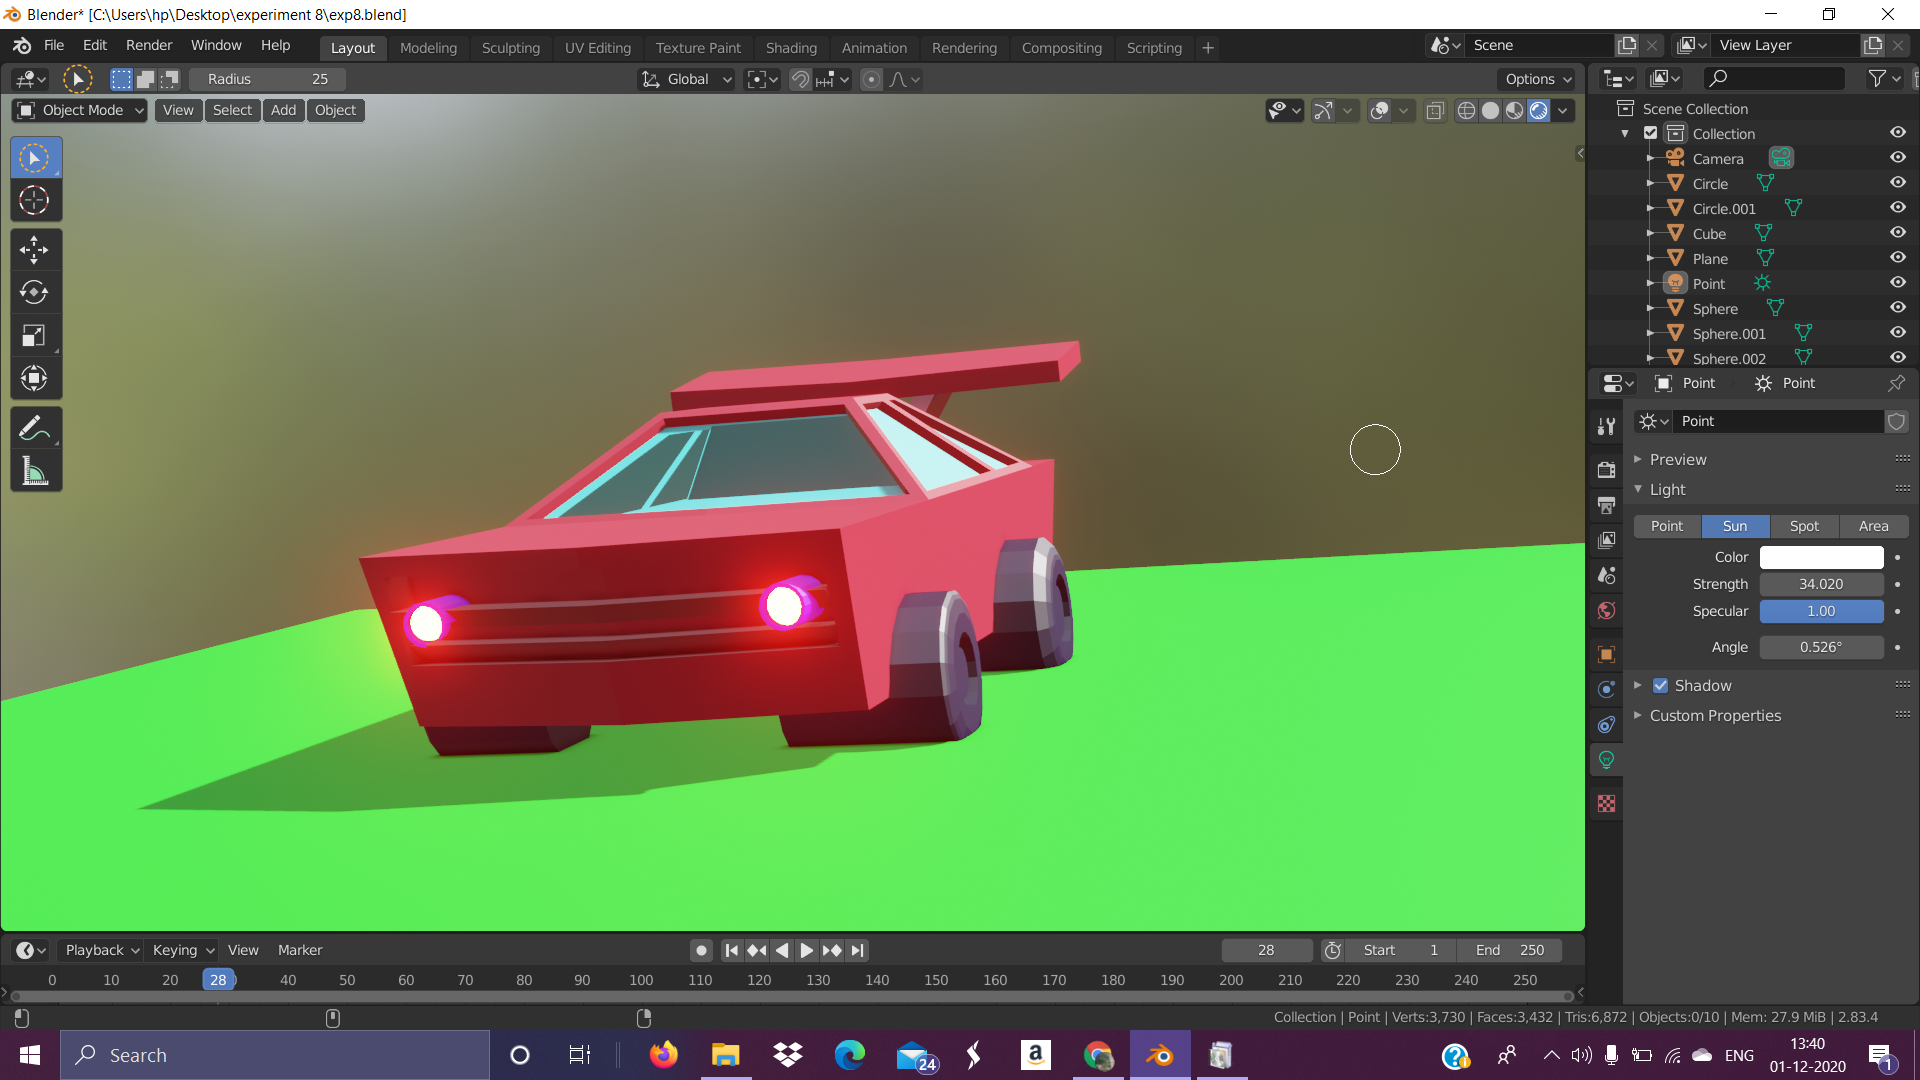 Blender* [C:\Users\hp\Desktop\experiment 8\exp8.blend]
File Edit Render Window Help Layout Modeling Sculpting UV Editing Texture Paint Shading Animation Rendering Compositing Scripting + Scene View Layer
Radius 25 Global Options
Object Mode View Select Add Object
Scene Collection
Collection
Camera
Circle
Circle.001
Cube
Plane
Point
Sphere
Sphere.001
Sphere.002
Point Point
Point
Preview
Light
Point Sun Spot Area
Color
Strength 34.020
Specular 1.00
Angle 0.526°
Shadow
Custom Properties
Playback Keying View Marker 28 Start 1 End 250
0 10 20 28 40 50 60 70 80 90 100 110 120 130 140 150 160 170 180 190 200 210 220 230 240 250
Collection | Point | Verts:3,730 | Faces:3,432 | Tris:6,872 | Objects:0/10 | Mem: 27.9 MiB | 2.83.4
Search 24 a ENG 13:40
01-12-2020 1